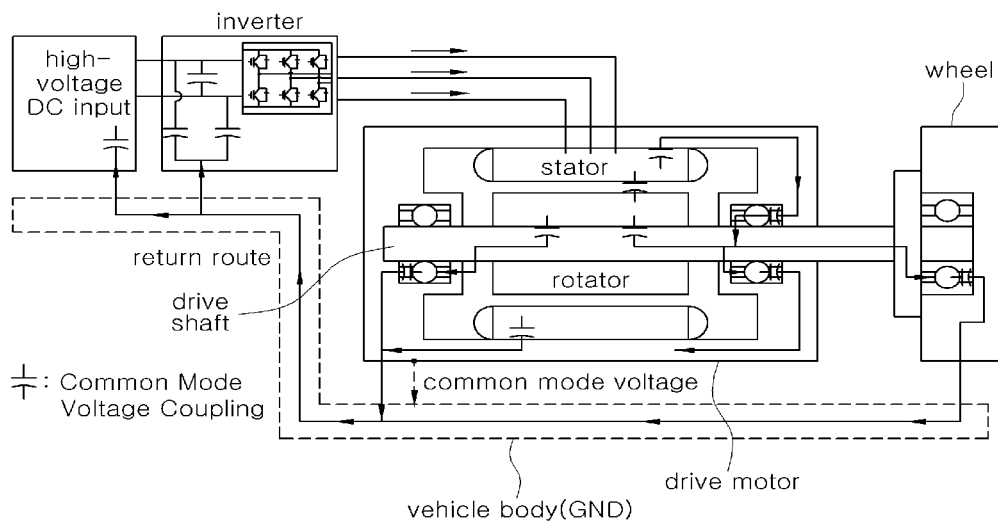 inverter
high-
voltage
DC input
wheel
stator
return route
rotator
drive
shaft
common mode voltage
: Common Mode
Voltage Coupling
drive motor
vehicle body(GND)